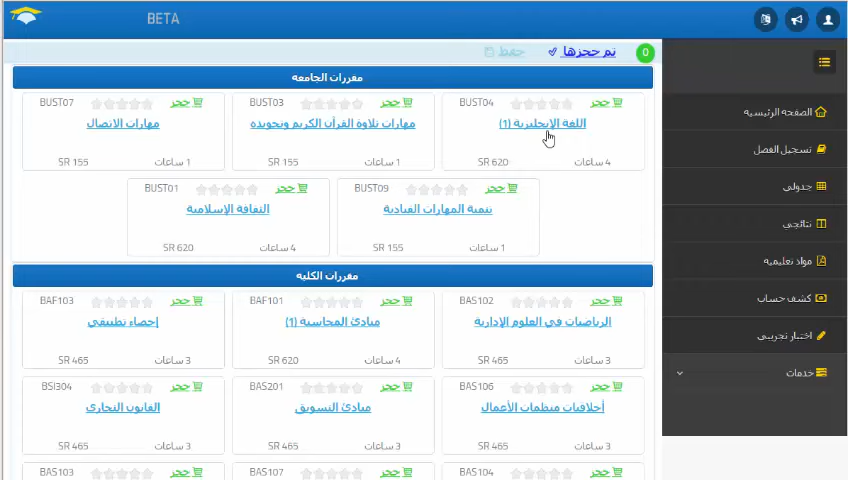 BETA
0 تم حجزها حفظ
مقررات الجامعه
BUST04 حجز
اللغة الإنجليزية (1)
4 ساعات SR 620
BUST03 حجز
مهارات تلاوة القرآن الكريم وتجويده
1 ساعات SR 155
BUST07 حجز
مهارات الاتصال
1 ساعات SR 155
BUST09 حجز
تنمية المهارات القيادية
1 ساعات SR 155
BUST01 حجز
الثقافة الإسلامية
4 ساعات SR 620
مقررات الكليه
BAS102 حجز
الرياضيات في العلوم الإدارية
3 ساعات SR 465
BAF101 حجز
مبادئ المحاسبة (1)
4 ساعات SR 620
BAF103 حجز
إحصاء تطبيقي
3 ساعات SR 465
BAS106 حجز
أخلاقيات منظمات الأعمال
3 ساعات SR 465
BAS201 حجز
مبادئ التسويق
3 ساعات SR 465
BSI304 حجز
القانون التجاري
3 ساعات SR 465
BAS104 حجز
BAS107 حجز
BAS103 حجز
الصفحه الرئيسيه
تسجيل الفصل
جدولي
نتائجي
مواد تعليميه
كشف حساب
اختبار تجريبي
خدمات